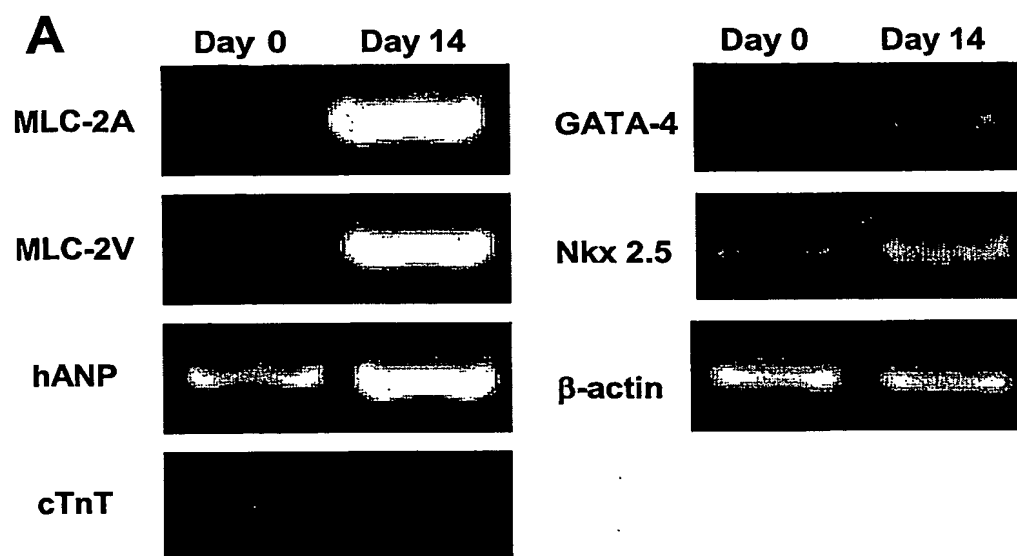 A
Day 0 Day 14
MLC-2A
MLC-2V
hANP
cTnT
Day 0 Day 14
GATA-4
Nkx 2.5
β-actin